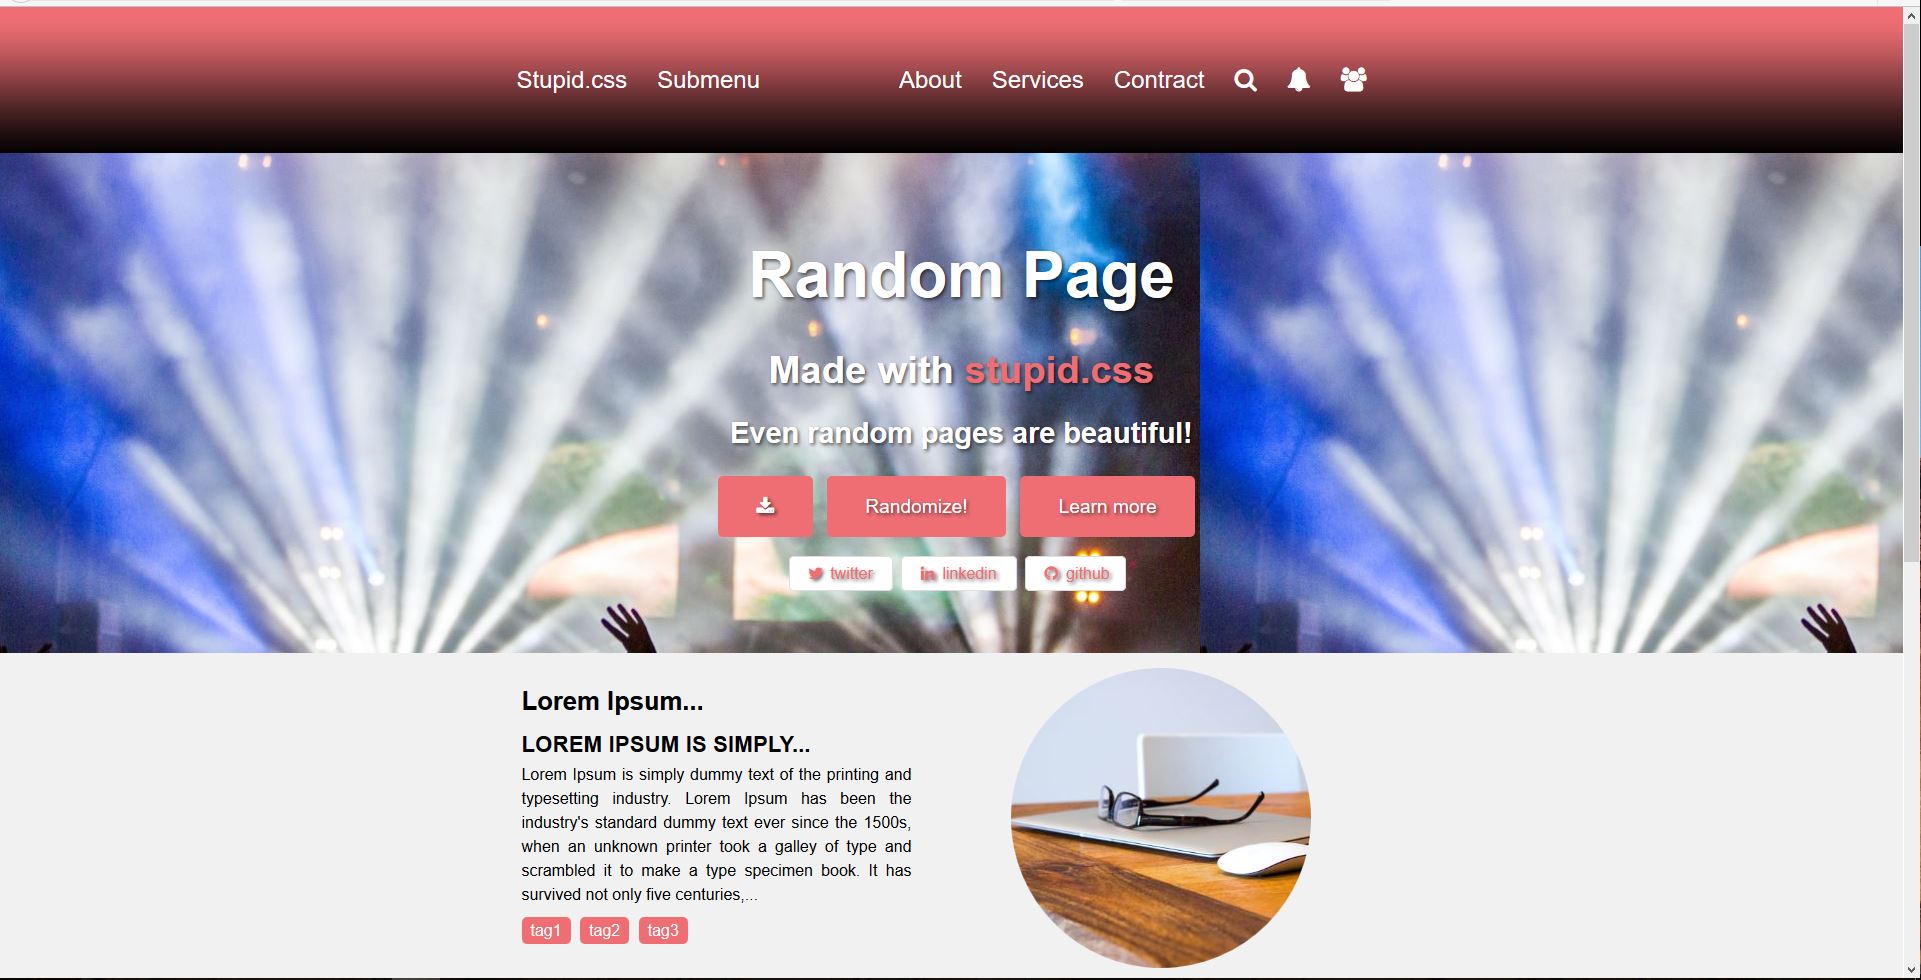 Stupid.css Submenu About Services Contract
Random Page
Made with stupid.css
Even random pages are beautiful!
Randomize! Learn more
twitter linkedin github
Lorem Ipsum...
LOREM IPSUM IS SIMPLY...
Lorem Ipsum is simply dummy text of the printing and
typesetting industry. Lorem Ipsum has been the
industry's standard dummy text ever since the 1500s,
when an unknown printer took a galley of type and
scrambled it to make a type specimen book. It has
survived not only five centuries,...
tag1 tag2 tag3